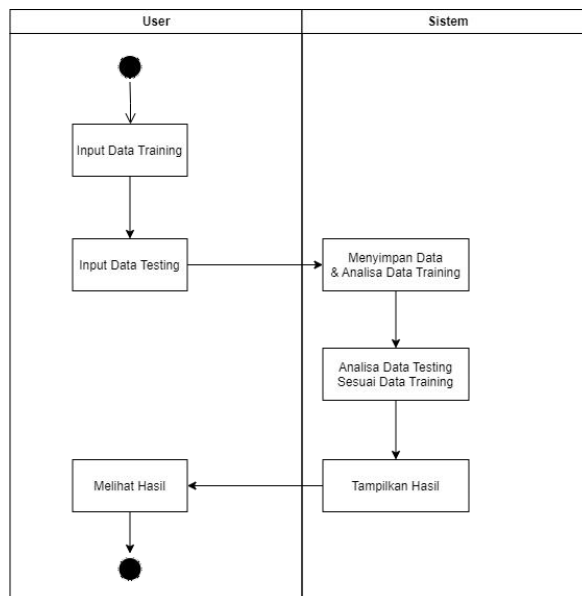 User
Sistem
Input Data Training
Input Data Testing
Menyimpan Data
& Analisa Data Training
Analisa Data Testing
Sesuai Data Training
Melihat Hasil
Tampilkan Hasil